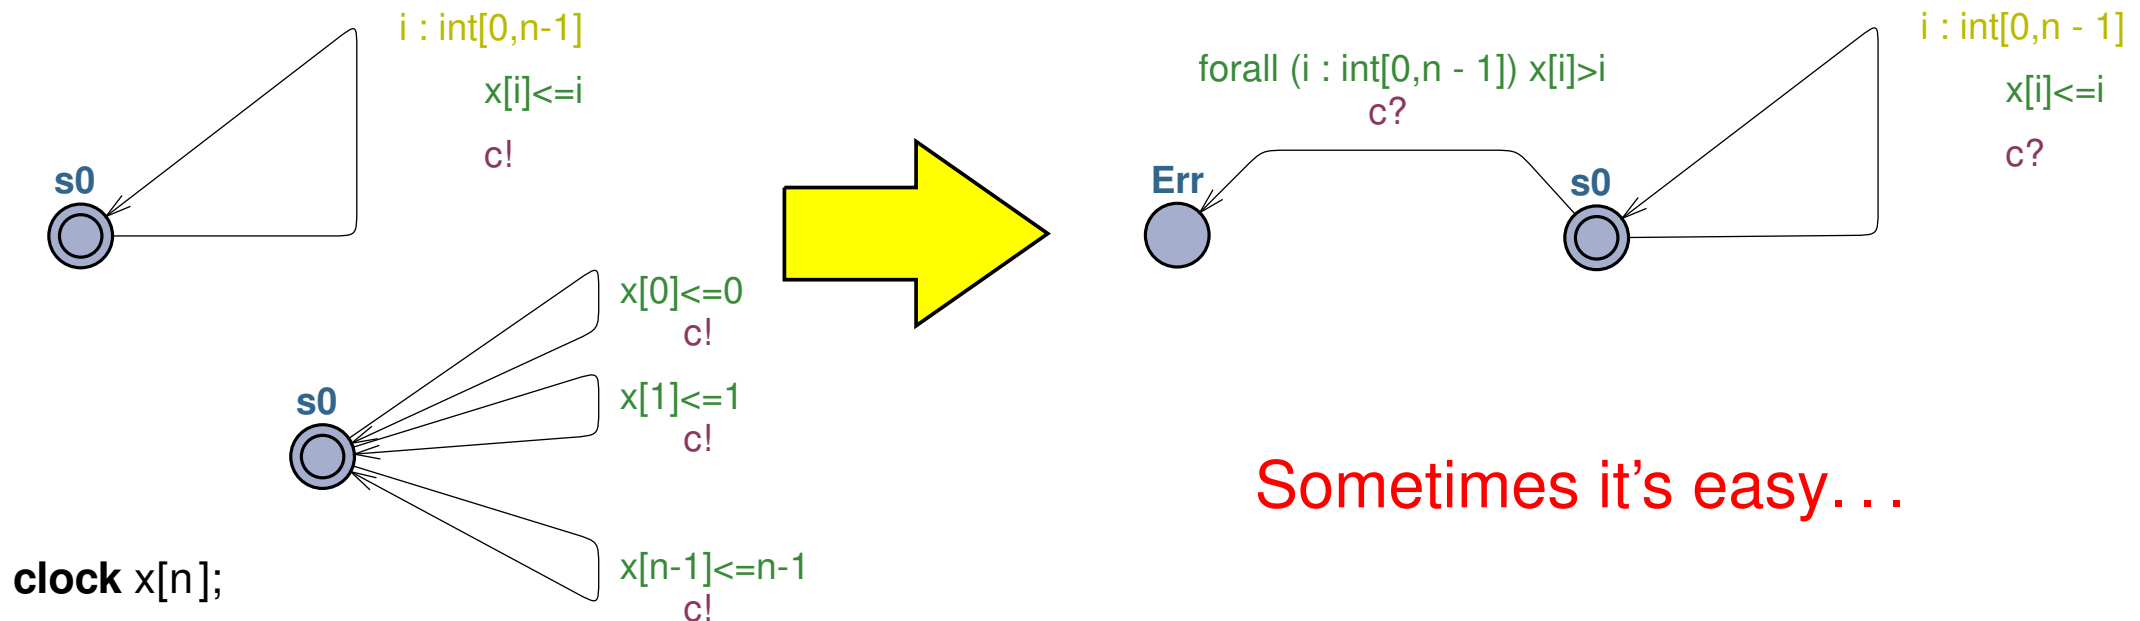 i : int[0,n-1]
x[i]<=i
c!
s0
x[0]<=0
c!
x[1]<=1
c!
s0
x[n-1]<=n-1
c!
clock x[n];
forall (i : int[0,n - 1]) x[i]>i
c?
Err
s0
i : int[0,n - 1]
x[i]<=i
c?
Sometimes it's easy...